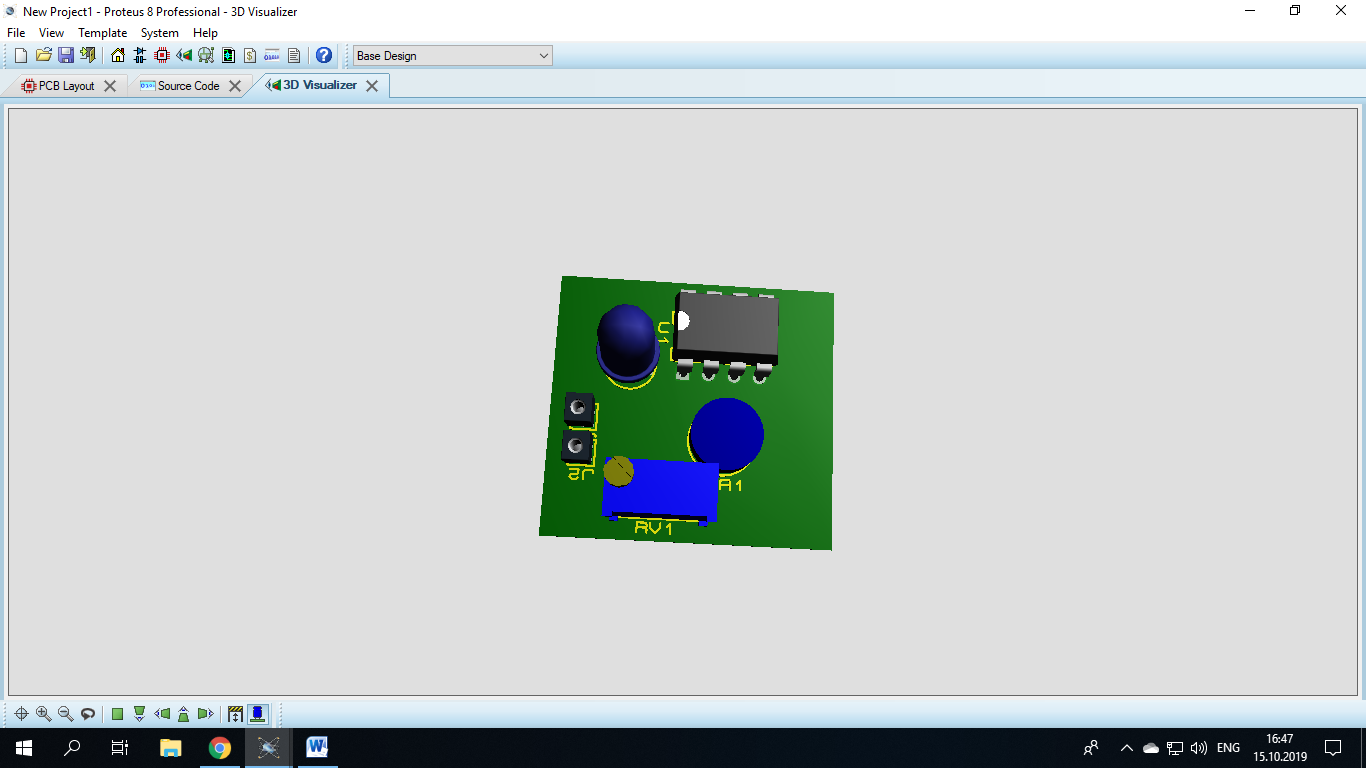 New Project1 - Proteus 8 Professional - 3D Visualizer
File View Template System Help
Base Design
PCB Layout Source Code 3D Visualizer
A1
RV1
ENG
16:47
15.10.2019